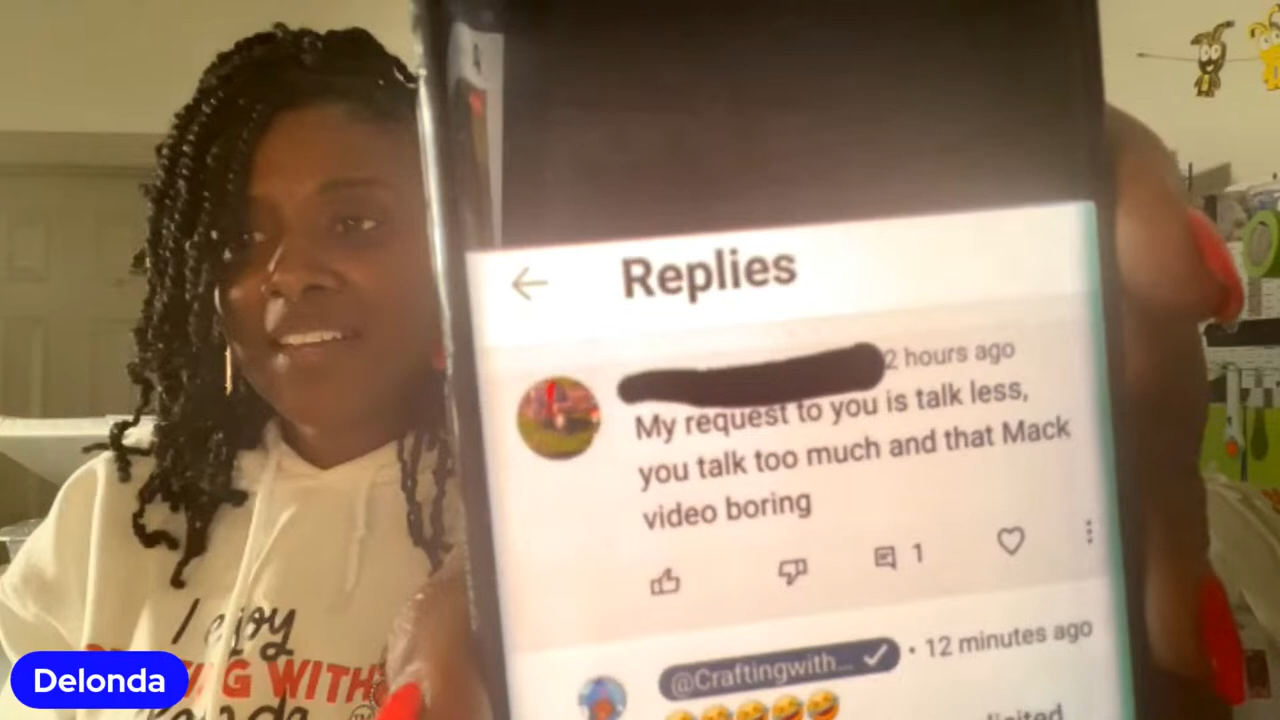 Replies
2 hours ago
My request to you is talk less,
you talk too much and that Mack
video boring
1
@Craftingwith... • 12 minutes ago
I enjoy
WITH
Delonda